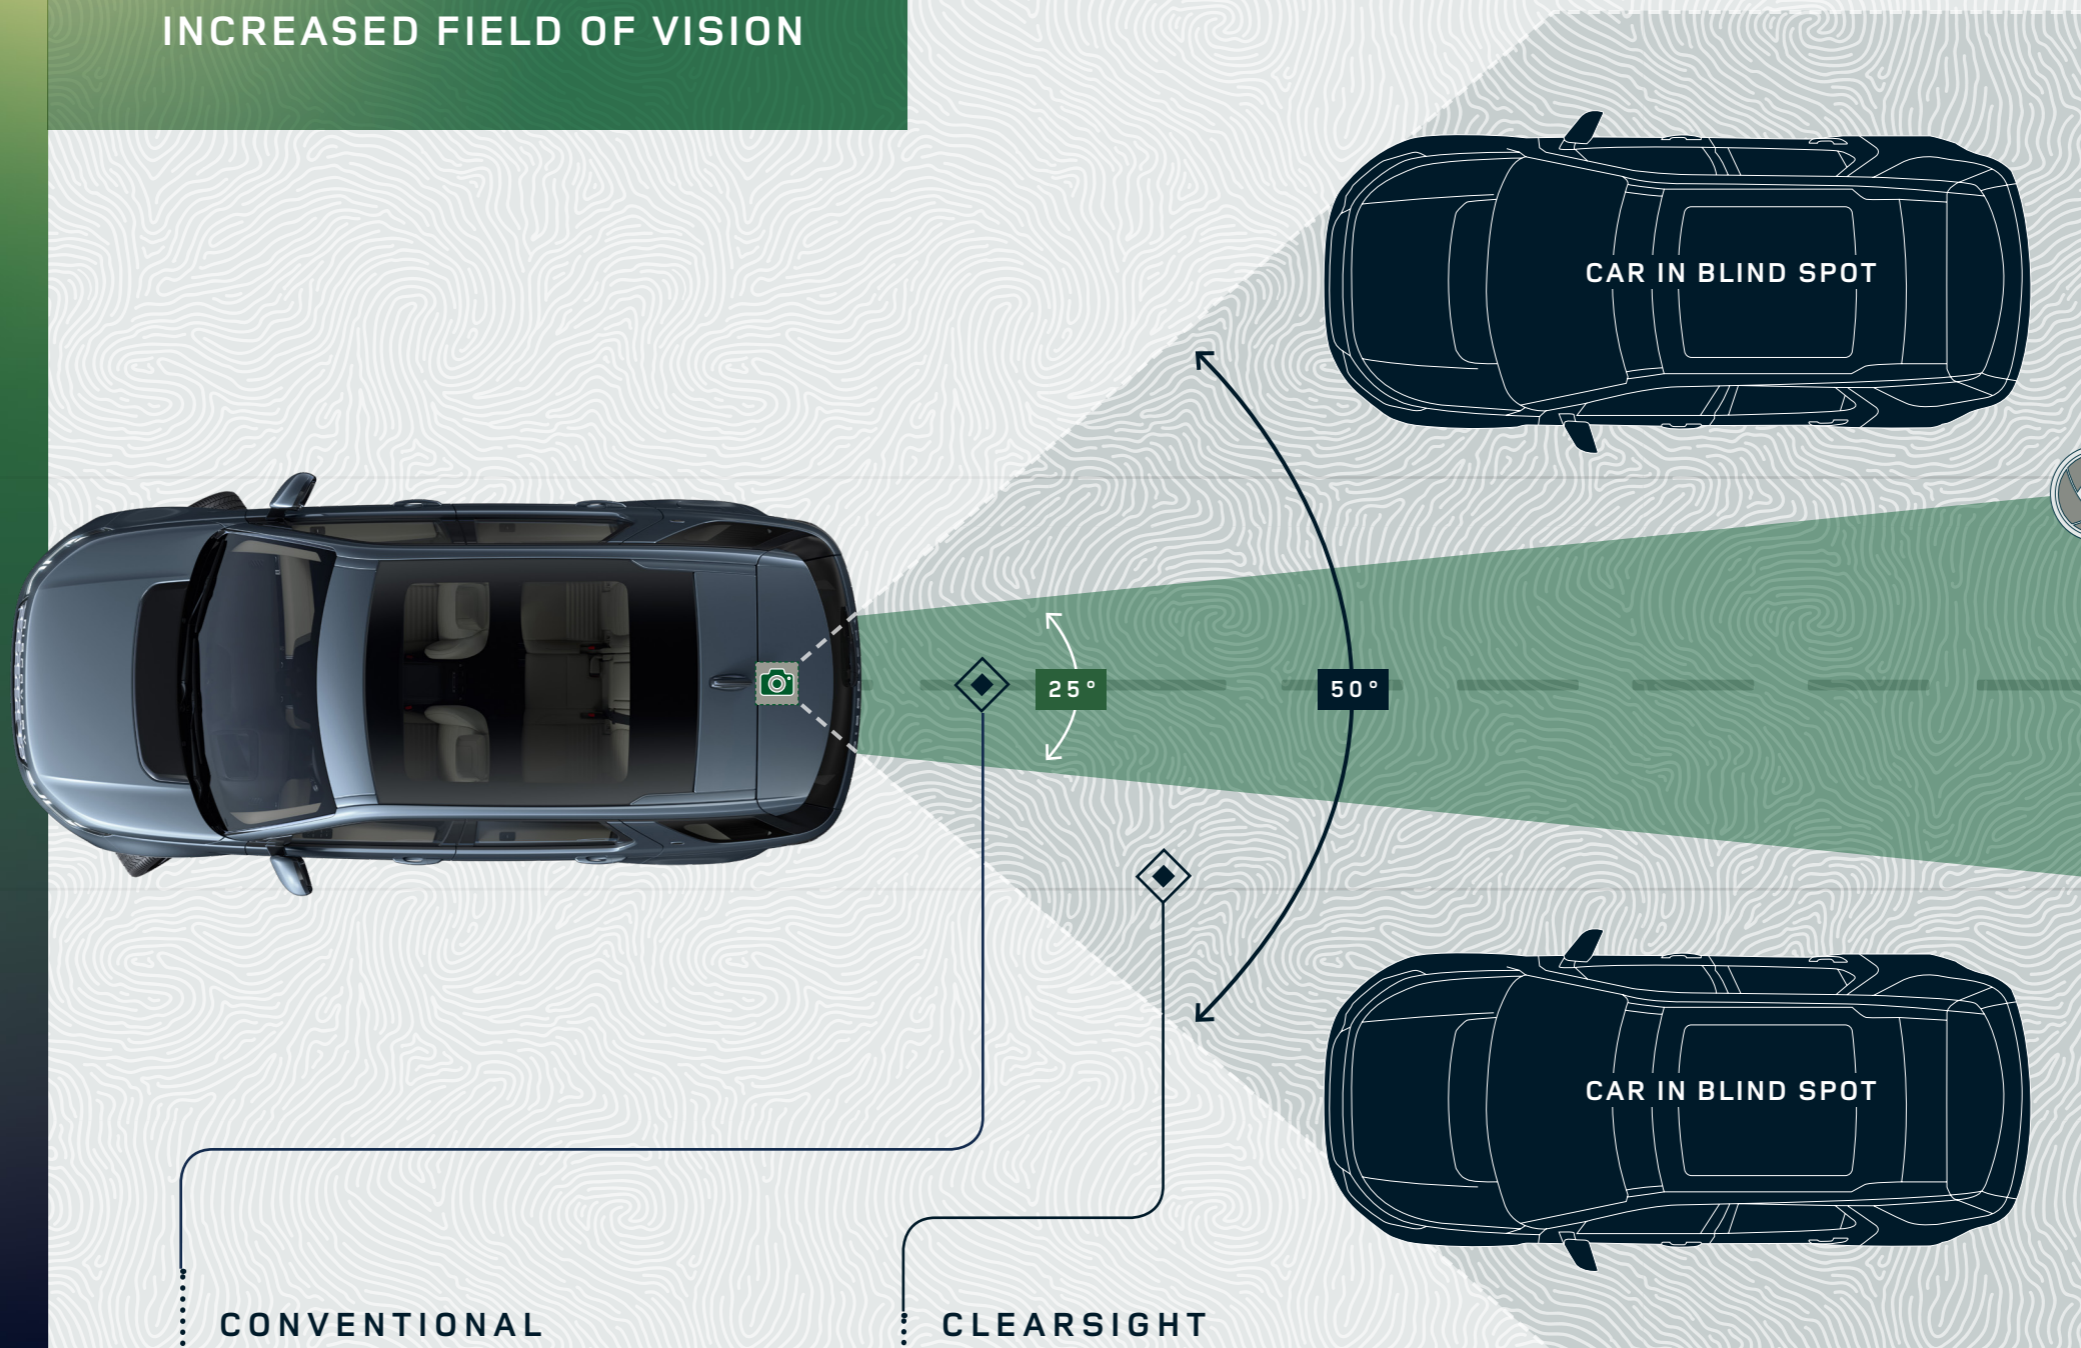 INCREASED FIELD OF VISION
CAR IN BLIND SPOT
25°
50°
CAR IN BLIND SPOT
CONVENTIONAL
CLEARSIGHT